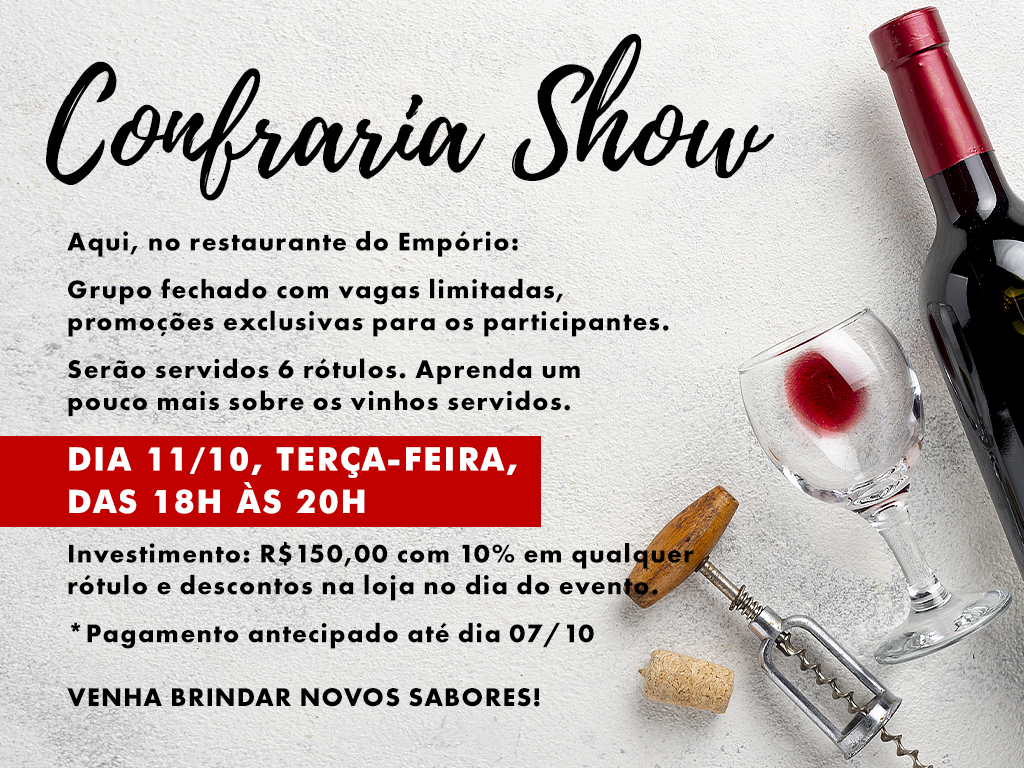 Confraria Show
Aqui, no restaurante do Empório:
Grupo fechado com vagas limitadas,
promoções exclusivas para os participantes.
Serão servidos 6 rótulos. Aprenda um
pouco mais sobre os vinhos servidos.
DIA 11/10, TERÇA-FEIRA,
DAS 18H ÀS 20H
Investimento: R$150,00 com 10% em qualquer
rótulo e descontos na loja no dia do evento.
*Pagamento antecipado até dia 07/10
VENHA BRINDAR NOVOS SABORES!